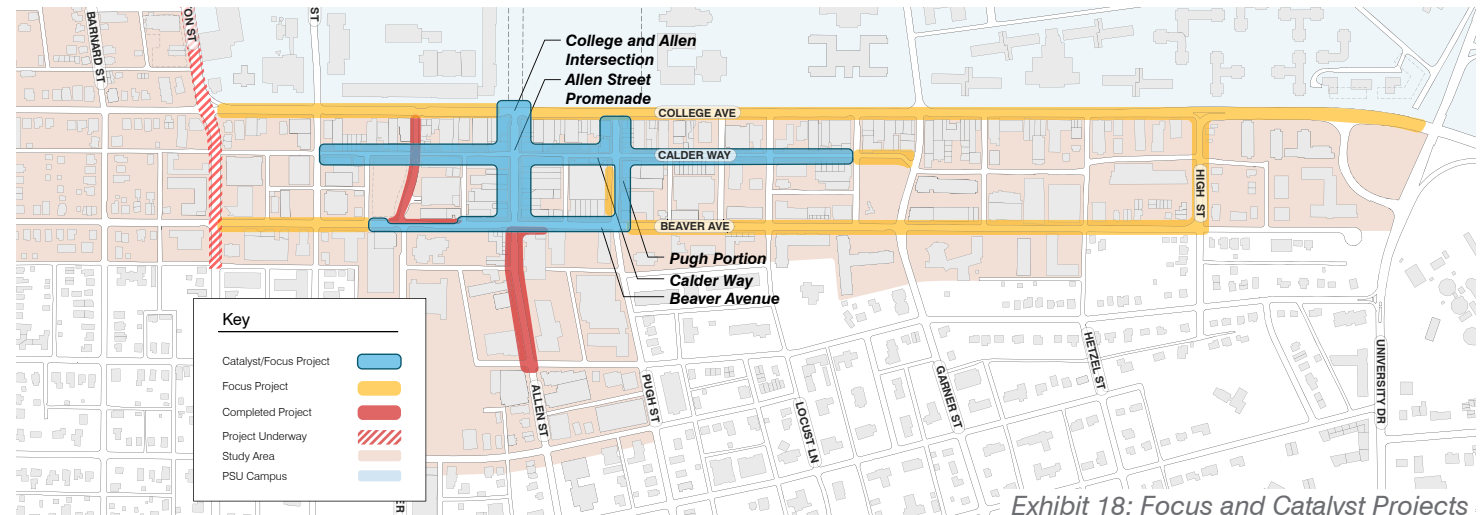 BARNARD ST
ON ST
ST
College and Allen
Intersection
Allen Street
Promenade
COLLEGE AVE
CALDER WAY
HIGH ST
BEAVER AVE
Pugh Portion
Calder Way
Beaver Avenue
Key
Catalyst/Focus Project
Focus Project
Completed Project
Project Underway
Study Area
PSU Campus
ER
ALLEN ST
PUGH ST
LOCUST LN
GARNER ST
HETZEL ST
UNIVERSITY DR
Exhibit 18: Focus and Catalyst Projects